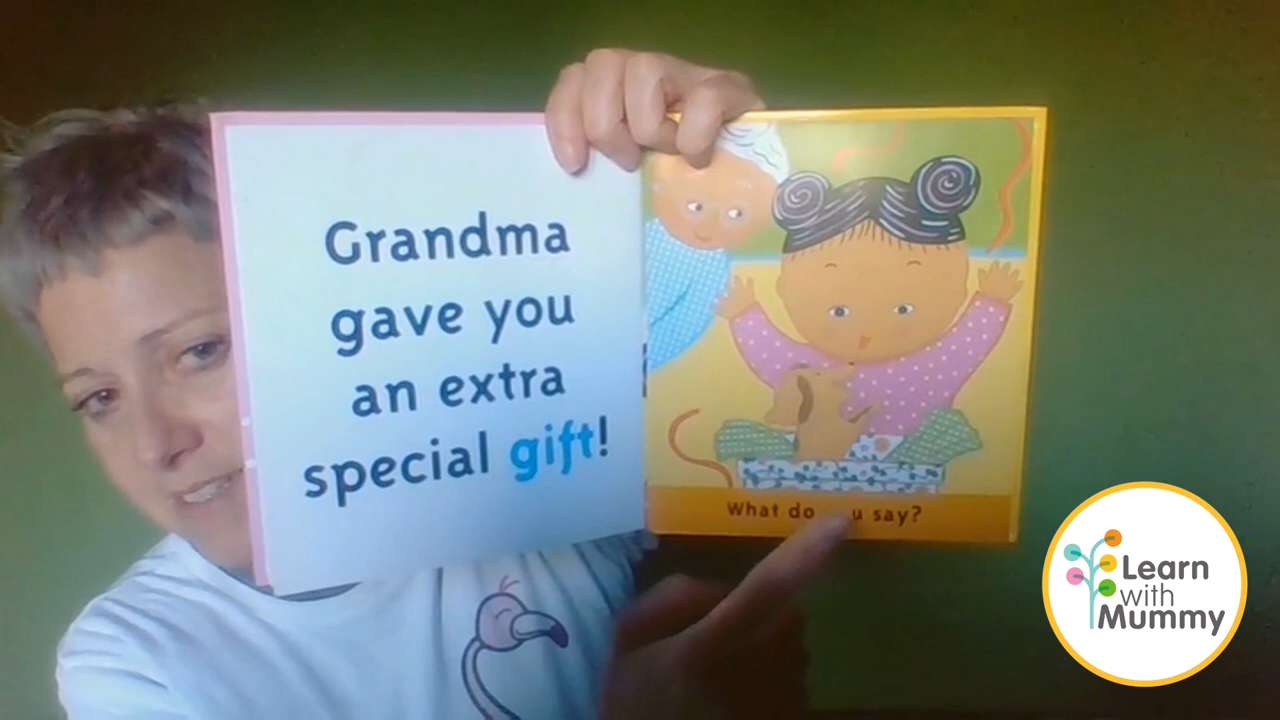 Grandma
gave you
an extra
special gift!
What do u say?
Learn
with
Mummy